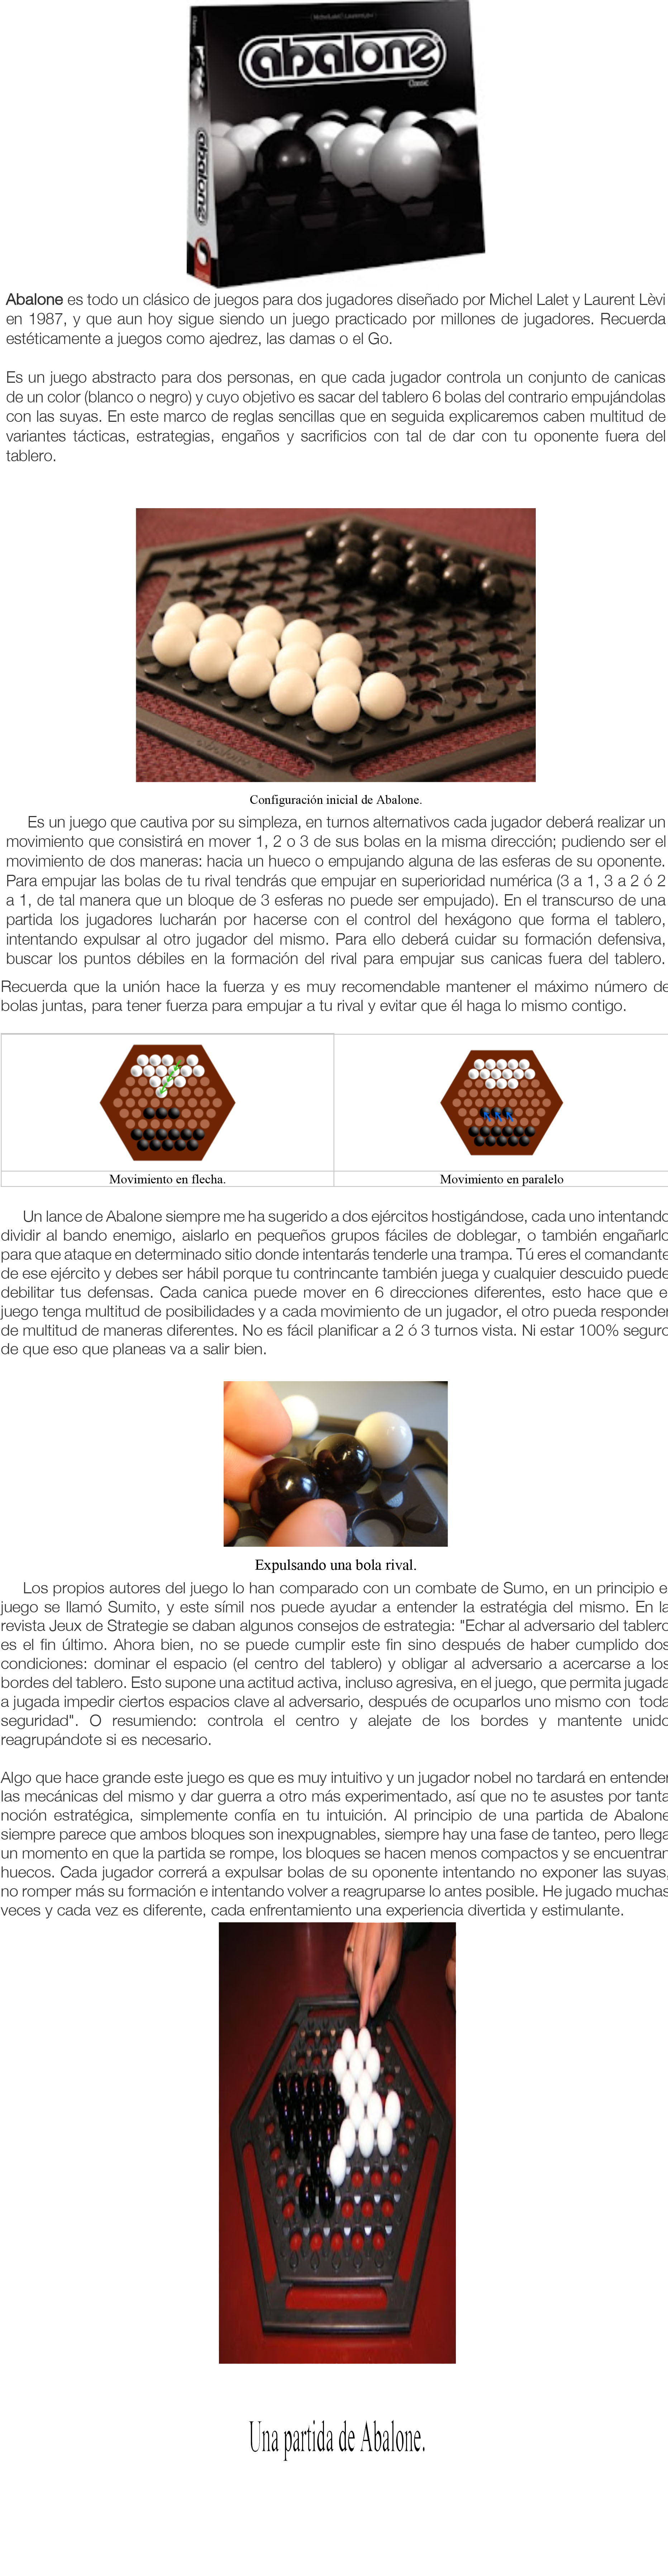 abalone
Classic
abalone
Abalone es todo un clásico de juegos para dos jugadores diseñado por Michel Lalet y Laurent Lèvi
en 1987, y que aun hoy sigue siendo un juego practicado por millones de jugadores. Recuerda
estéticamente a juegos como ajedrez, las damas o el Go.
Es un juego abstracto para dos personas, en que cada jugador controla un conjunto de canicas
de un color (blanco o negro) y cuyo objetivo es sacar del tablero 6 bolas del contrario empujándolas
con las suyas. En este marco de reglas sencillas que en seguida explicaremos caben multitud de
variantes tácticas, estrategias, engaños y sacrificios con tal de dar con tu oponente fuera del
tablero.
Configuración inicial de Abalone.
Es un juego que cautiva por su simpleza, en turnos alternativos cada jugador deberá realizar un
movimiento que consistirá en mover 1, 2 o 3 de sus bolas en la misma dirección; pudiendo ser el
movimiento de dos maneras: hacia un hueco o empujando alguna de las esferas de su oponente.
Para empujar las bolas de tu rival tendrás que empujar en superioridad numérica (3 a 1, 3 a 2 ó 2
a 1, de tal manera que un bloque de 3 esferas no puede ser empujado). En el transcurso de una
partida los jugadores lucharán por hacerse con el control del hexágono que forma el tablero,
intentando expulsar al otro jugador del mismo. Para ello deberá cuidar su formación defensiva,
buscar los puntos débiles en la formación del rival para empujar sus canicas fuera del tablero.
Recuerda que la unión hace la fuerza y es muy recomendable mantener el máximo número de
bolas juntas, para tener fuerza para empujar a tu rival y evitar que él haga lo mismo contigo.
Movimiento en flecha.
Movimiento en paralelo
Un lance de Abalone siempre me ha sugerido a dos ejércitos hostigándose, cada uno intentando
dividir al bando enemigo, aislarlo en pequeños grupos fáciles de doblegar, o también engañarlo
para que ataque en determinado sitio donde intentarás tenderle una trampa. Tú eres el comandante
de ese ejército y debes ser hábil porque tu contrincante también juega y cualquier descuido puede
debilitar tus defensas. Cada canica puede mover en 6 direcciones diferentes, esto hace que e
juego tenga multitud de posibilidades y a cada movimiento de un jugador, el otro pueda responder
de multitud de maneras diferentes. No es fácil planificar a 2 ó 3 turnos vista. Ni estar 100% seguro
de que eso que planeas va a salir bien.
Expulsando una bola rival.
Los propios autores del juego lo han comparado con un combate de Sumo, en un principio e
juego se llamó Sumito, y este símil nos puede ayudar a entender la estratégia del mismo. En la
revista Jeux de Strategie se daban algunos consejos de estrategia: "Echar al adversario del tablero
es el fin último. Ahora bien, no se puede cumplir este fin sino después de haber cumplido dos
condiciones: dominar el espacio (el centro del tablero) y obligar al adversario a acercarse a los
bordes del tablero. Esto supone una actitud activa, incluso agresiva, en el juego, que permita jugada
a jugada impedir ciertos espacios clave al adversario, después de ocuparlos uno mismo con toda
seguridad". O resumiendo: controla el centro y alejate de los bordes y mantente unido
reagrupándote si es necesario.
Algo que hace grande este juego es que es muy intuitivo y un jugador nobel no tardará en entender
las mecánicas del mismo y dar guerra a otro más experimentado, así que no te asustes por tanta
noción estratégica, simplemente confía en tu intuición. Al principio de una partida de Abalone
siempre parece que ambos bloques son inexpugnables, siempre hay una fase de tanteo, pero llega
un momento en que la partida se rompe, los bloques se hacen menos compactos y se encuentran
huecos. Cada jugador correrá a expulsar bolas de su oponente intentando no exponer las suyas,
no romper más su formación e intentando volver a reagruparse lo antes posible. He jugado muchas
veces y cada vez es diferente, cada enfrentamiento una experiencia divertida y estimulante.
Una partida de Abalone.